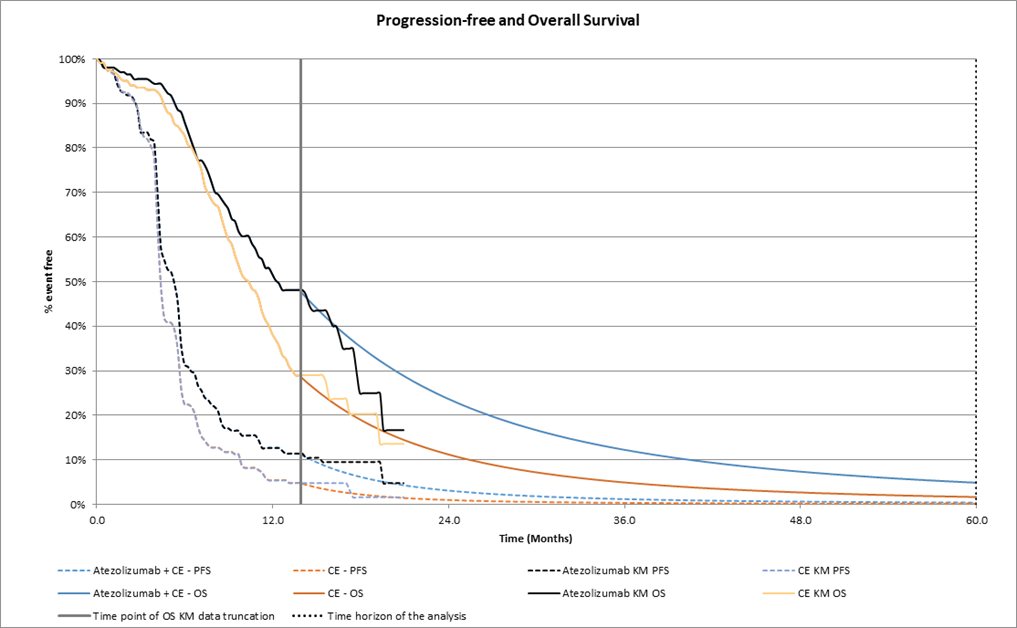 Progression-free and Overall Survival
100%
90%
80%
70%
60%
50%
40%
30%
20%
10%
0%
% event free
0.0 12.0 24.0 36.0 48.0 60.0
Time (Months)
Atezolizumab + CE - PFS CE - PFS Atezolizumab KM PFS CE KM PFS
Atezolizumab + CE - OS CE - OS Atezolizumab KM OS CE KM OS
Time point of OS KM data truncation Time horizon of the analysis